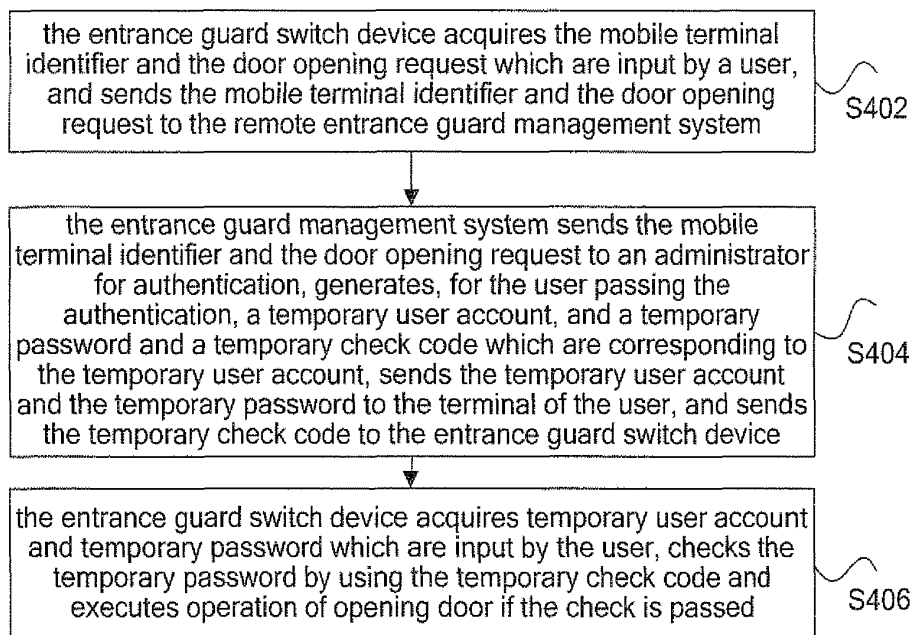 the entrance guard switch device acquires the mobile terminal
identifier and the door opening request which are input by a user,
and sends the mobile terminal identifier and the door opening
request to the remote entrance guard management system
S402
the entrance guard management system sends the mobile
terminal identifier and the door opening request to an administrator
for authentication, generates, for the user passing the
authentication, a temporary user account, and a temporary
password and a temporary check code which are corresponding to
the temporary user account, sends the temporary user account
and the temporary password to the terminal of the user, and sends
the temporary check code to the entrance guard switch device
S404
the entrance guard switch device acquires temporary user account
and temporary password which are input by the user, checks the
temporary password by using the temporary check code and
executes operation of opening door if the check is passed
S406